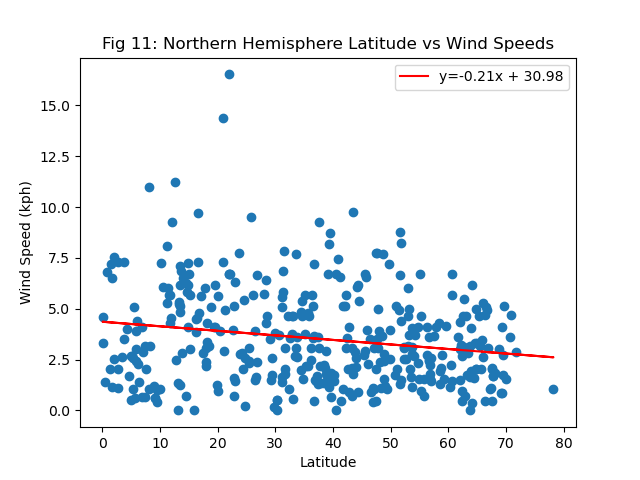 Fig 11: Northern Hemisphere Latitude vs Wind Speeds
y=-0.21x + 30.98
15.0
12.5
10.0
7.5
5.0
2.5
0.0
Wind Speed (kph)
0 10 20 30 40 50 60 70 80
Latitude